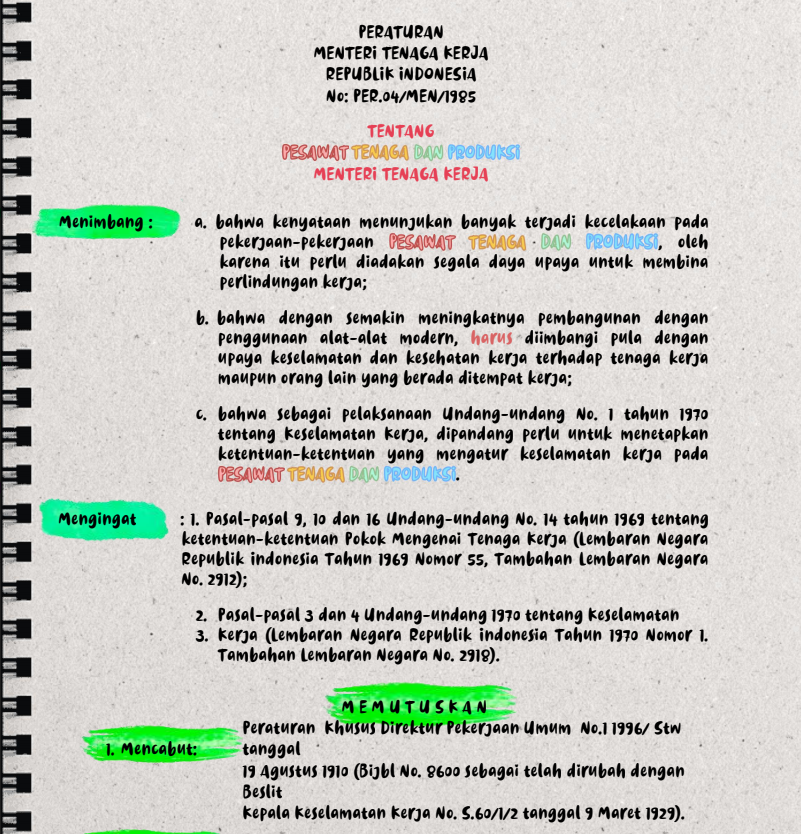 PERATURAN
MENTERI TENAGA KERJA
REPUBLIK INDONESIA
No: PER.04/MEN/1985
TENTANG
PESAWAT TENAGA DAN PRODUKSI
MENTERI TENAGA KERJA
Menimbang : a. bahwa kenyataan menunjukan banyak terjadi kecelakaan pada
pekerjaan-pekerjaan PESAWAT TENAGA DAN PRODUKSI, oleh
karena itu perlu diadakan segala daya upaya untuk membina
perlindungan kerja;
b. bahwa dengan semakin meningkatnya pembangunan dengan
penggunaan alat-alat modern, harus diimbangi pula dengan
upaya keselamatan dan kesehatan kerja terhadap tenaga kerja
maupun orang lain yang berada ditempat kerja;
c. bahwa sebagai pelaksanaan Undang-undang No. 1 tahun 1970
tentang Keselamatan Kerja, dipandang perlu untuk menetapkan
ketentuan-ketentuan yang mengatur keselamatan kerja pada
PESAWAT TENAGA DAN PRODUKSI.
Mengingat : 1. Pasal-pasal 9, 10 dan 16 Undang-undang No. 14 tahun 1969 tentang
ketentuan-ketentuan Pokok Mengenai Tenaga Kerja (Lembaran Negara
Republik indonesia Tahun 1969 Nomor 55, Tambahan Lembaran Negara
No. 2912);
2. Pasal-pasal 3 dan 4 Undang-undang 1970 tentang Keselamatan
3. Kerja (Lembaran Negara Republik indonesia Tahun 1970 Nomor 1.
Tambahan Lembaran Negara No. 2918).
MEMUTUSKAN
Peraturan Khusus Direktur Pekerjaan Umum No.1 1996/ Stw
1. Mencabut: tanggal
19 Agustus 1910 (Bijbl No. 8600 sebagai telah dirubah dengan
Beslit
Kepala Keselamatan Kerja No. S.60/1/2 tanggal 9 Maret 1929).